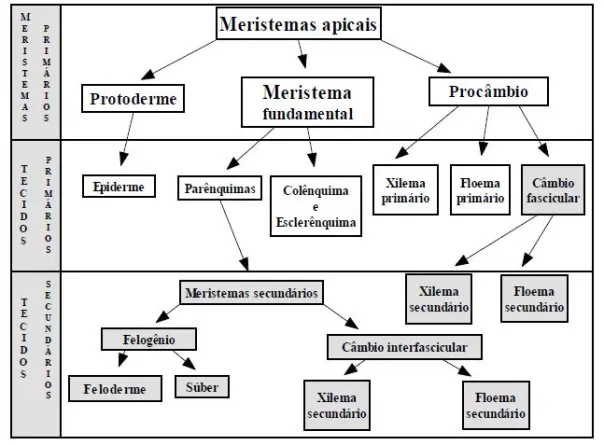 MERISTEMAS
PRIMÁRIOS
Meristemas apicais
Protoderme
Meristema
fundamental
Procâmbio
TECIDOS
PRIMÁRIOS
Epiderme
Parênquimas
Colênquima
e
Esclerênquima
Xilema
primário
Floema
primário
Câmbio
fascicular
TECIDOS
SECUNDÁRIOS
Meristemas secundários
Xilema
secundário
Floema
secundário
Felogênio
Câmbio interfascicular
Feloderme
Súber
Xilema
secundário
Floema
secundário